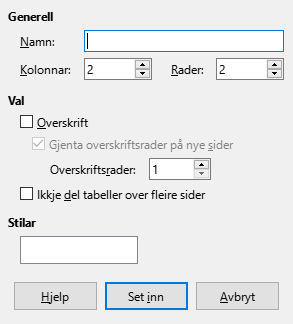 Generell
Namn:
Kolonnar: 2 Rader: 2
Val
Overskrift
Gjenta overskriftsrader på nye sider
Overskriftsrader: 1
Ikkje del tabeller over fleire sider
Stilar
Hjelp Set inn Avbryt